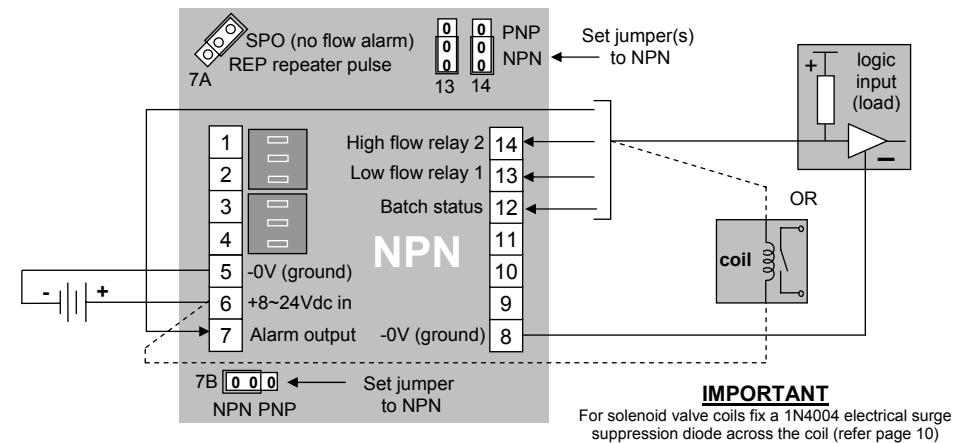 SPO (no flow alarm)
REP repeater pulse
7A
0 0
0 0
0 0
13 14
PNP
NPN
Set jumper(s)
to NPN
+
logic
input
(load)
–
1
2
3
4
5 -0V (ground)
6 +8~24Vdc in
7 Alarm output
High flow relay 2 14
Low flow relay 1 13
Batch status 12
11
10
9
-0V (ground) 8
NPN
- +
OR
coil
7B 0 0 0
NPN PNP
Set jumper
to NPN
IMPORTANT
For solenoid valve coils fix a 1N4004 electrical surge
suppression diode across the coil (refer page 10)